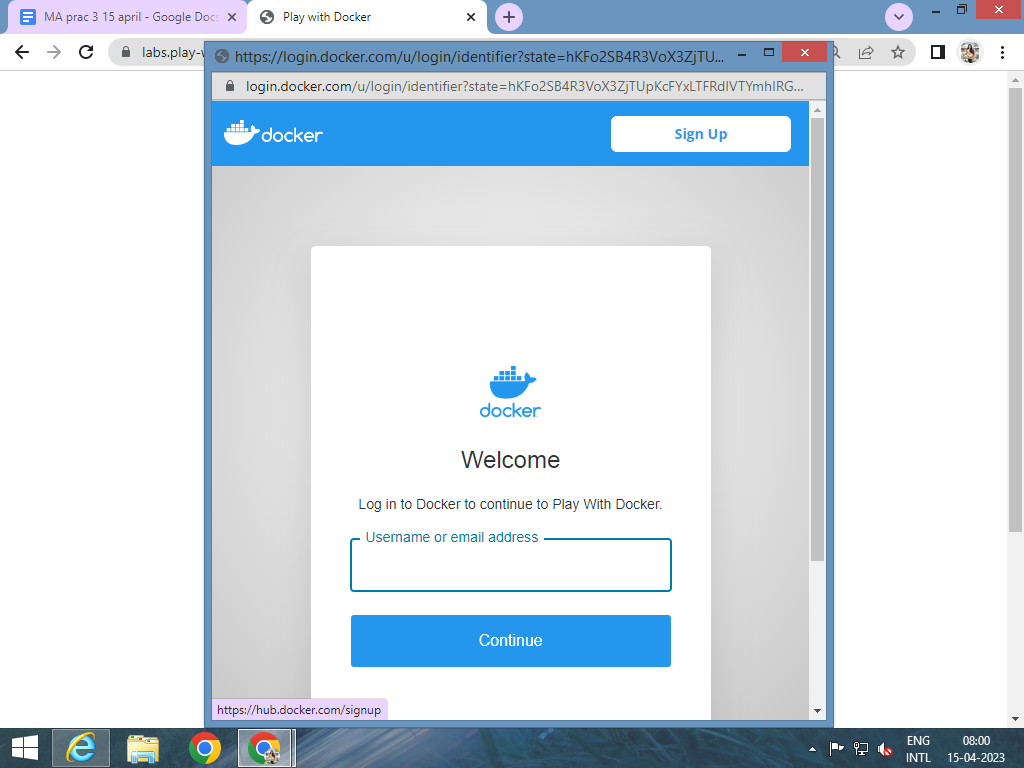 MA prac 3 15 april - Google Docs
Play with Docker
labs.play-w
https://login.docker.com/u/login/identifier?state=hKFo2SB4R3VoX3ZjTU...
login.docker.com/u/login/identifier?state=hKFo2SB4R3VoX3ZjTUpKcFYxLTFRdlVTYmhIRG...
docker
Sign Up
docker
Welcome
Log in to Docker to continue to Play With Docker.
Username or email address
Continue
https://hub.docker.com/signup
ENG
INTL
08:00
15-04-2023